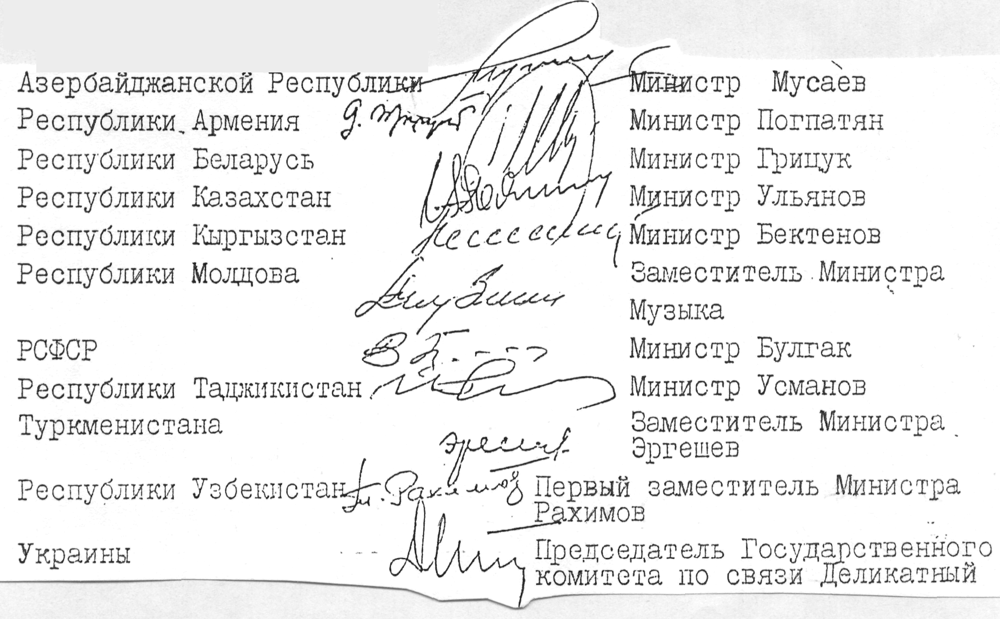 Азербайджанской Республики Министр Мусаев
Республики Армения Министр Погпатян
Республики Беларусь Министр Грицук
Республики Казахстан Министр Ульянов
Республики Кыргызстан Министр Бектенов
Республики Молдова Заместитель Министра
Музыка
РСФСР Министр Булгак
Республики Таджикистан Министр Усманов
Туркменистана Заместитель Министра
Эргешев
Республики Узбекистан Рахимов Первый заместитель Министра
Рахимов
Украины Председатель Государственного
комитета по связи Деликатный